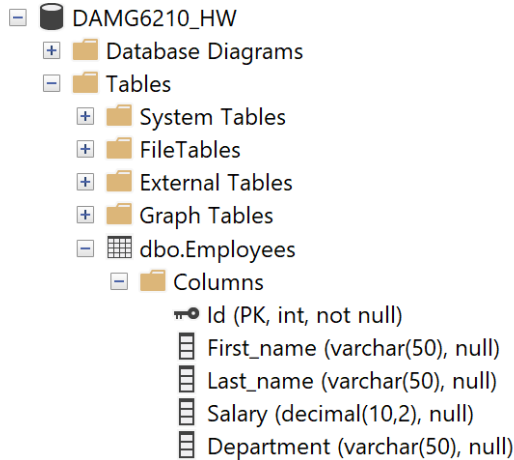 DAMG6210_HW
Database Diagrams
Tables
System Tables
FileTables
External Tables
Graph Tables
dbo.Employees
Columns
Id (PK, int, not null)
First_name (varchar(50), null)
Last_name (varchar(50), null)
Salary (decimal(10,2), null)
Department (varchar(50), null)